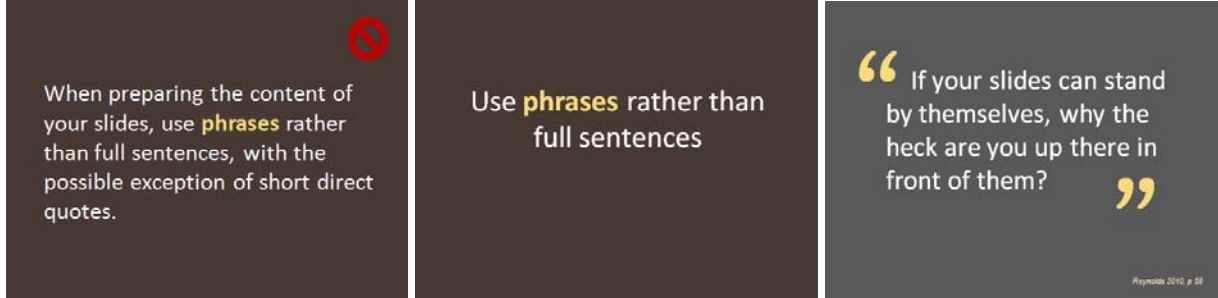 When preparing the content of
your slides, use phrases rather
than full sentences, with the
possible exception of short direct
quotes.
Use phrases rather than
full sentences
“ If your slides can stand
by themselves, why the
heck are you up there in
front of them? ”
Reynolds 2010, p 58